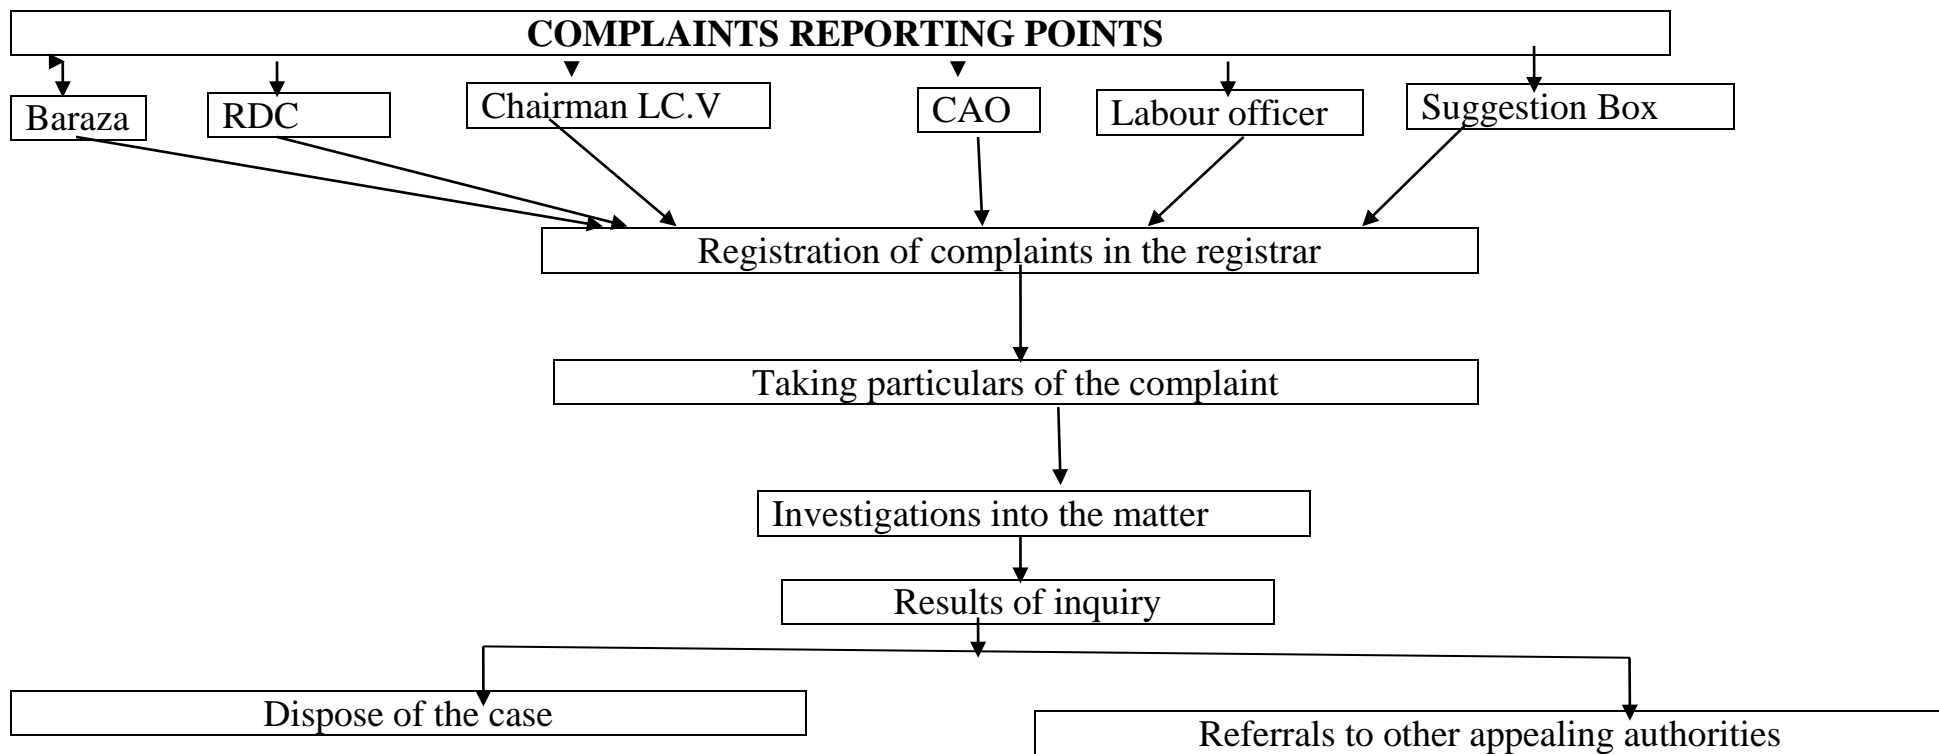 COMPLAINTS REPORTING POINTS
Baraza
RDC
Chairman LC.V
CAO
Labour officer
Suggestion Box
Registration of complaints in the registrar
Taking particulars of the complaint
Investigations into the matter
Results of inquiry
Dispose of the case
Referrals to other appealing authorities